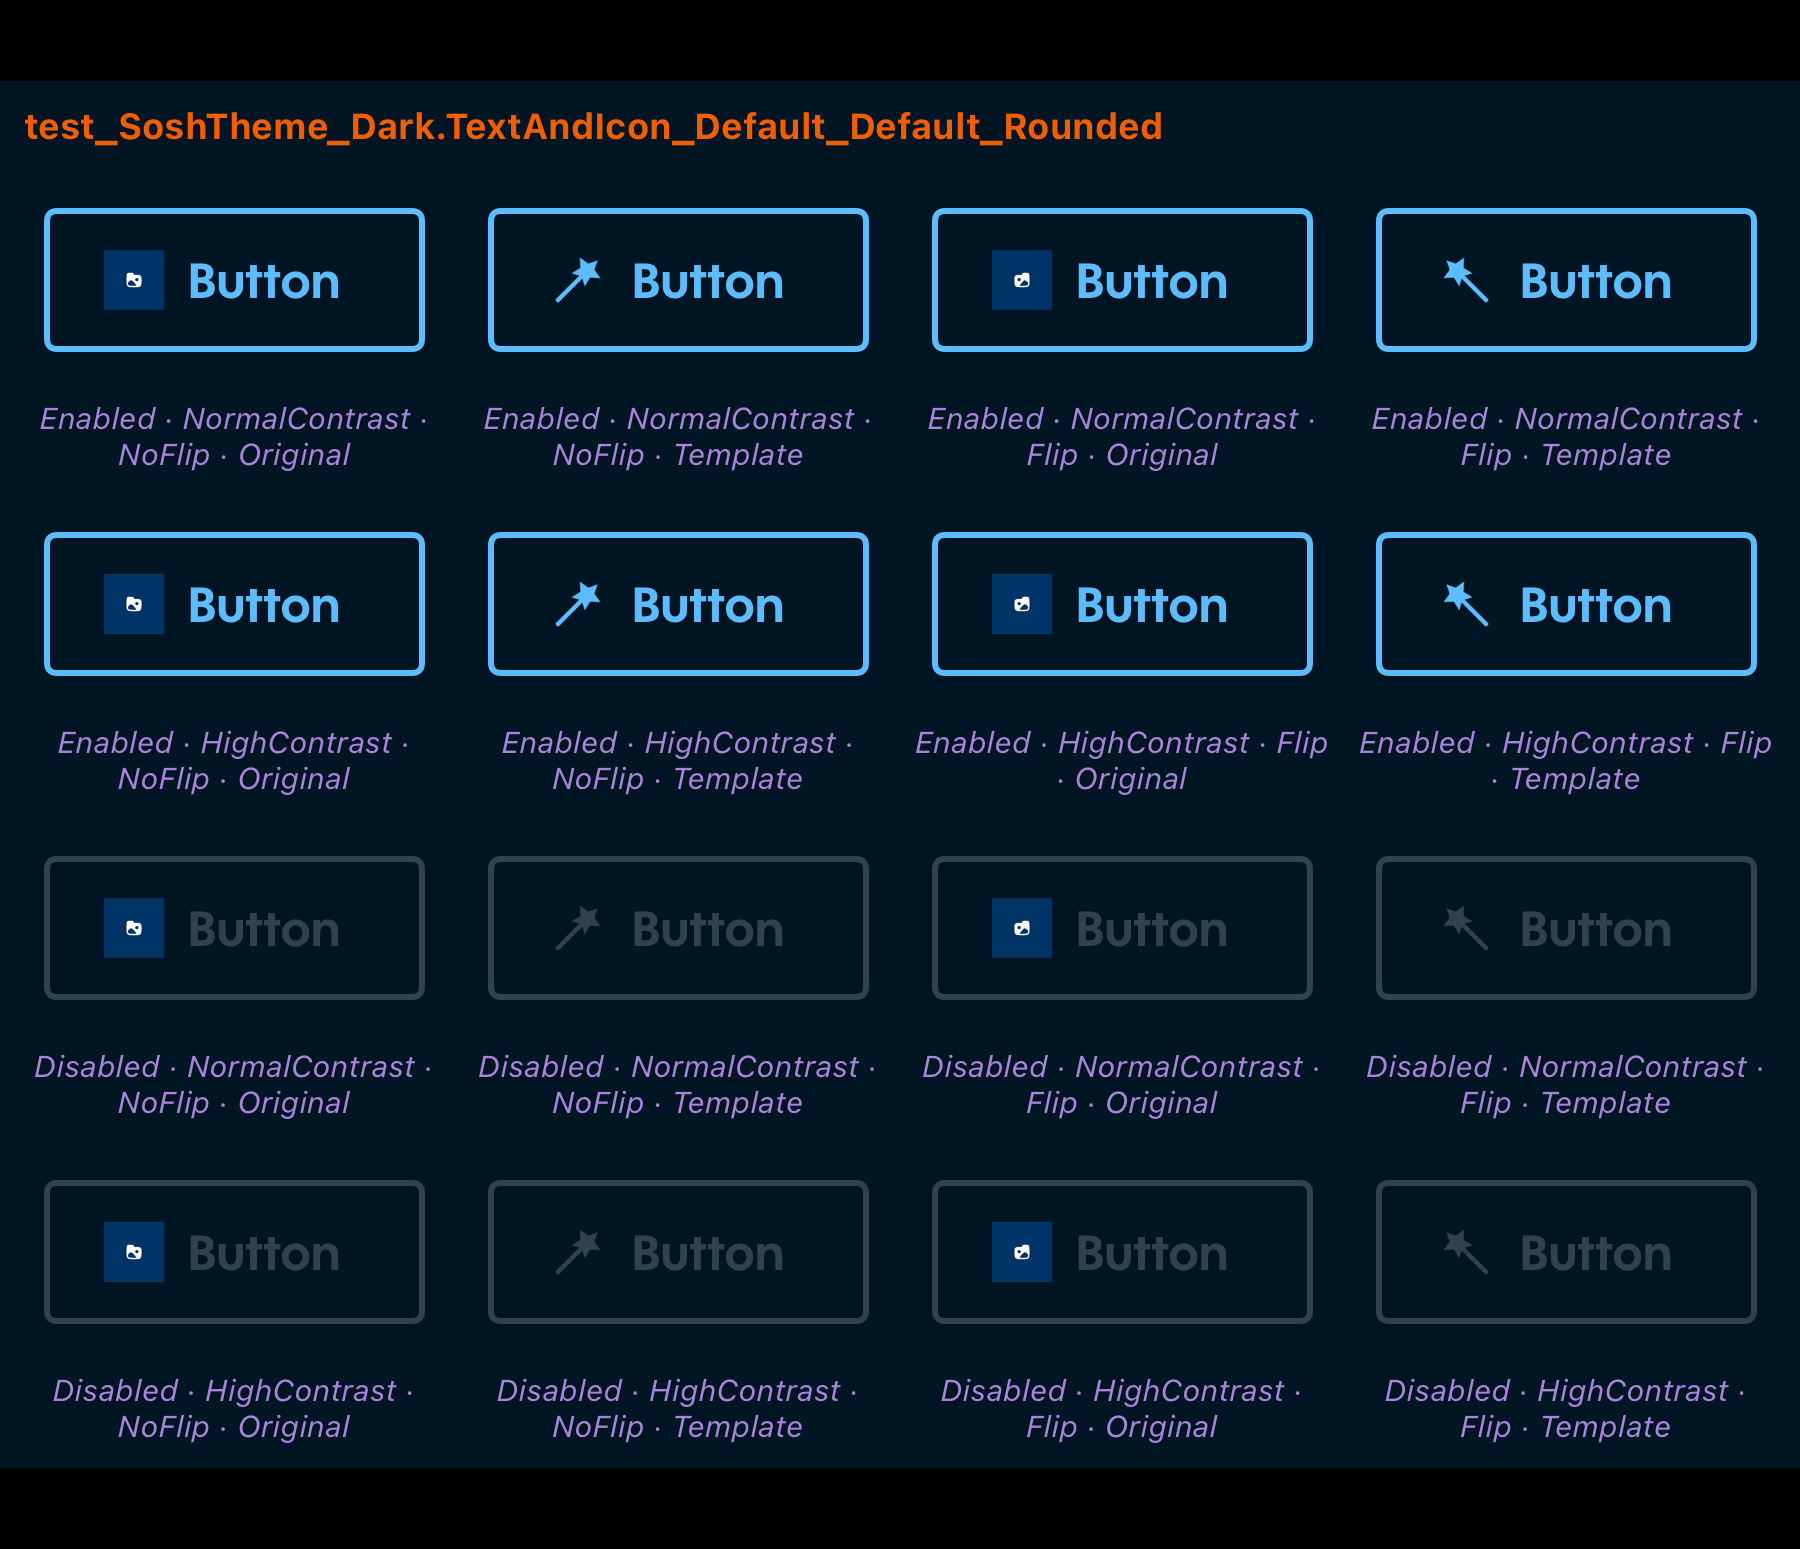 test_SoshTheme_Dark.TextAndIcon_Default_Default_Rounded
Button
Button
Button
Button
Enabled · NormalContrast ·
NoFlip · Original
Enabled · NormalContrast ·
NoFlip · Template
Enabled · NormalContrast ·
Flip · Original
Enabled · NormalContrast ·
Flip · Template
Button
Button
Button
Button
Enabled · HighContrast ·
NoFlip · Original
Enabled · HighContrast ·
NoFlip · Template
Enabled · HighContrast · Flip
· Original
Enabled · HighContrast · Flip
· Template
Button
Button
Button
Button
Disabled · NormalContrast ·
NoFlip · Original
Disabled · NormalContrast ·
NoFlip · Template
Disabled · NormalContrast ·
Flip · Original
Disabled · NormalContrast ·
Flip · Template
Button
Button
Button
Button
Disabled · HighContrast ·
NoFlip · Original
Disabled · HighContrast ·
NoFlip · Template
Disabled · HighContrast ·
Flip · Original
Disabled · HighContrast ·
Flip · Template